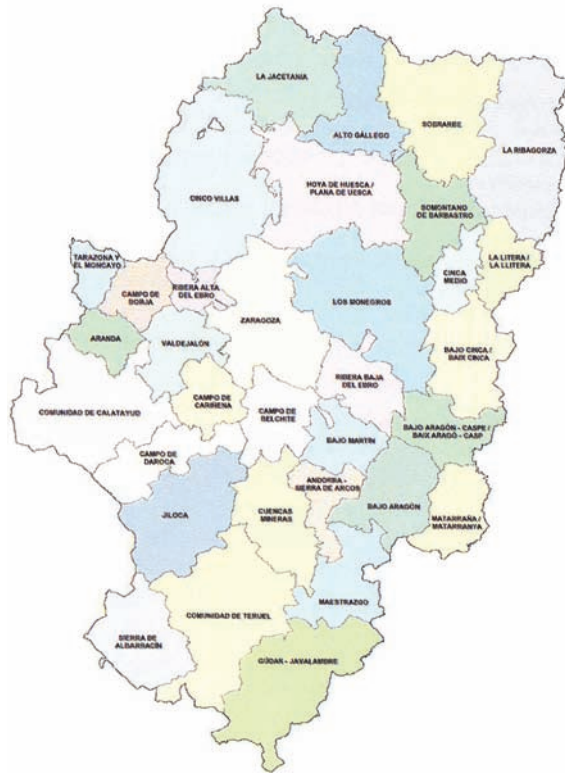 LA JACETANIA
ALTO GÁLLEGO
SOBRARBE
LA RIBAGORZA
CINCO VILLAS
HOYA DE HUESCA /
PLANA DE UESCA
SOMONTANO
DE BARBASTRO
TARAZONA Y
EL MONCAYO
CAMPO DE
BORJA
RIBERA ALTA
DEL EBRO
LOS MONEGROS
CINCA
MEDIO
LA LITERA /
LA LLITERA
ZARAGOZA
ARANDA
VALDEJALÓN
BAJO CINCA /
BAIX CINCA
RIBERA BAJA
DEL EBRO
COMUNIDAD DE CALATAYUD
CAMPO DE
CARIÑENA
CAMPO DE
BELCHITE
BAJO ARAGÓN - CASPE /
BAIX ARAGÓ - CASP
BAJO MARTÍN
CAMPO DE
DAROCA
ANDORRA -
SIERRA DE ARCOS
BAJO ARAGÓN
JILOCA
CUENCAS
MINERAS
MATARRAÑA /
MATARRANYA
MAESTRAZGO
COMUNIDAD DE TERUEL
SIERRA DE
ALBARRACÍN
GÚDAR - JAVALAMBRE